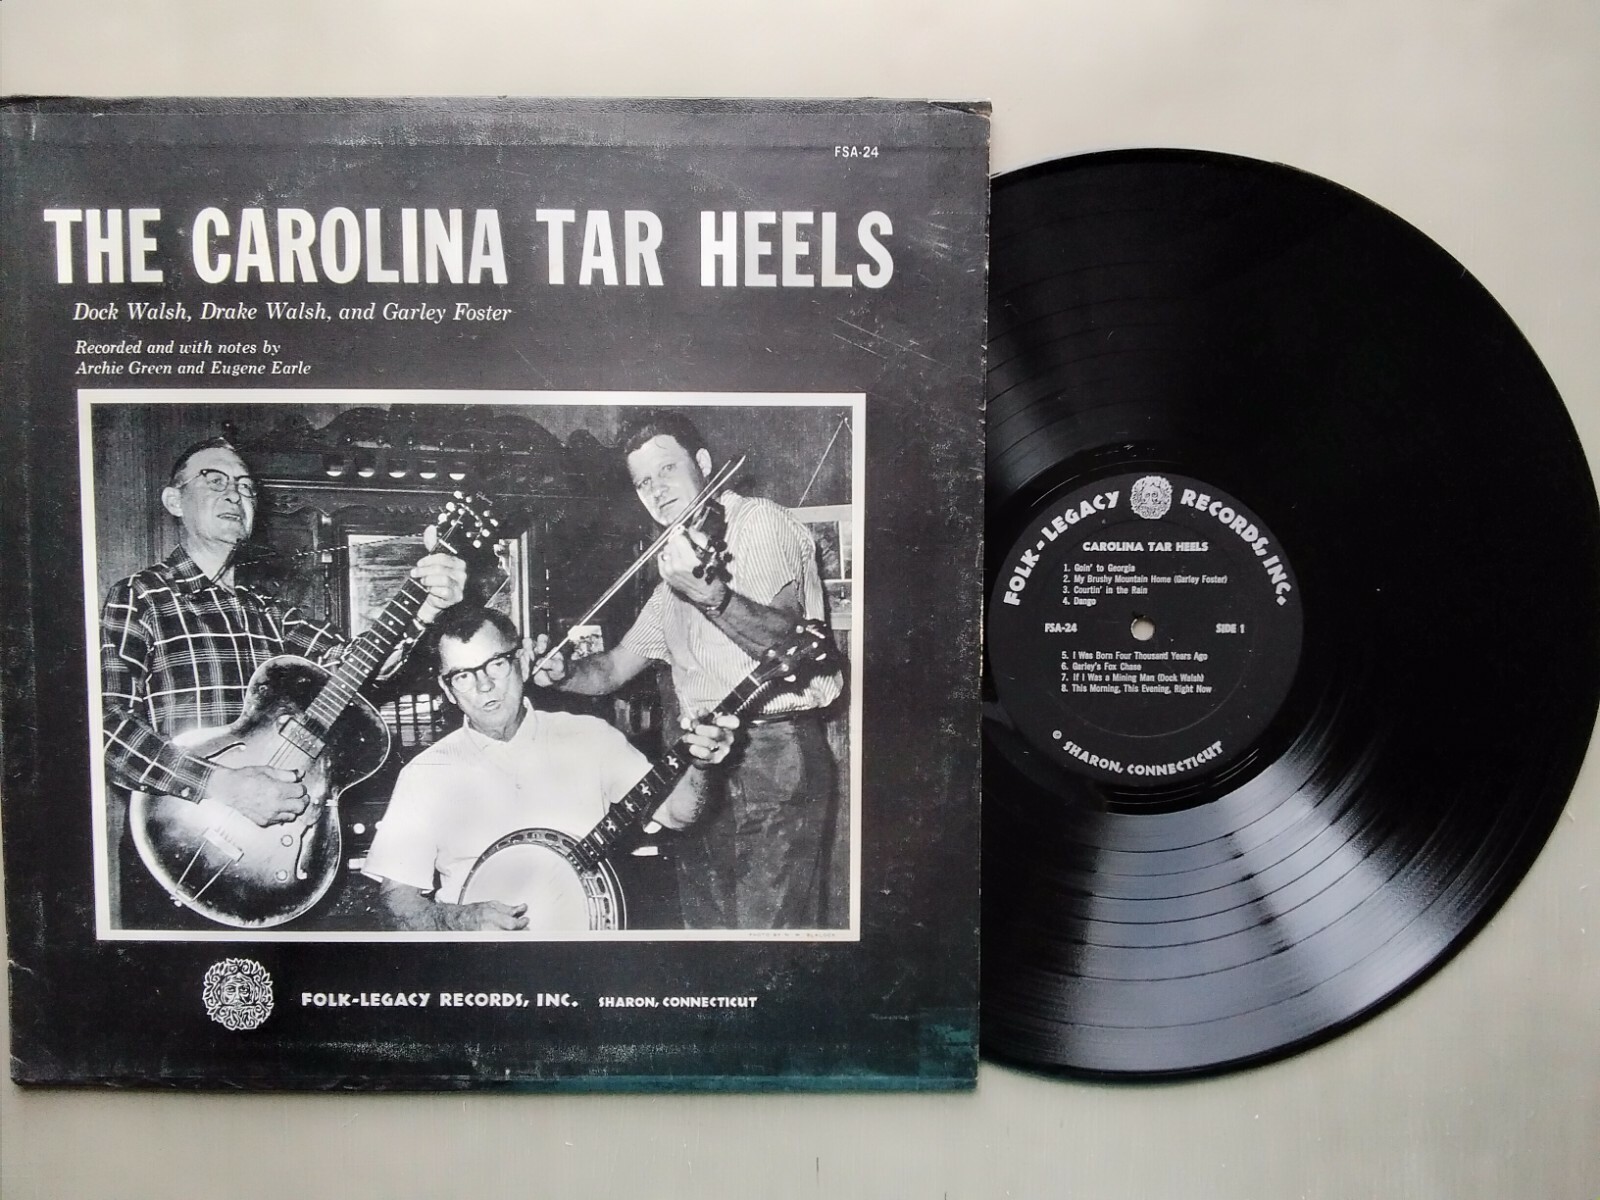 FSA-24
THE CAROLINA TAR HEELS
Dock Walsh, Drake Walsh, and Garley Foster
Recorded and with notes by
Archie Green and Eugene Earle
FOLK-LEGACY RECORDS, INC. SHARON, CONNECTICUT
FOLK-LEGACY RECORDS, INC.
CAROLINA TAR HEELS
1. Goin' to Georgia
2. My Brushy Mountain Home (Garley Foster)
3. Courtin' in the Rain
4. Dango
FSA-24 SIDE 1
5. I Was Born Four Thousand Years Ago
6. Garley's Fox Chase
7. If I Was a Mining Man (Dock Walsh)
8. This Morning, This Evening, Right Now
© SHARON, CONNECTICUT